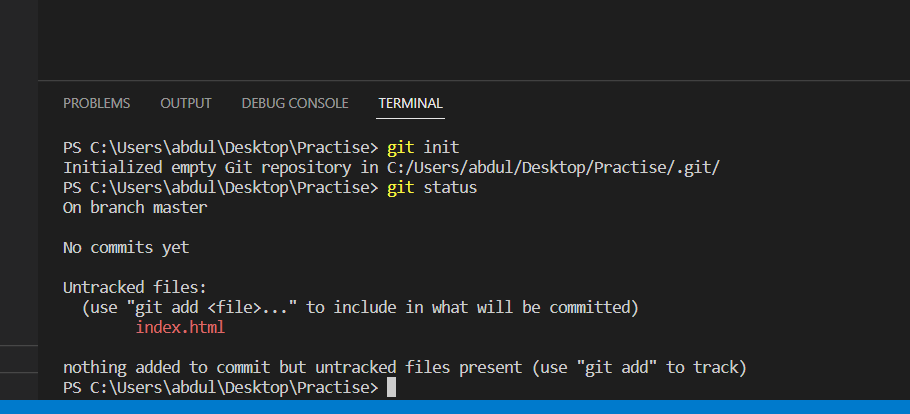 PROBLEMS OUTPUT DEBUG CONSOLE TERMINAL
PS C:\Users\abdul\Desktop\Practise> git init
Initialized empty Git repository in C:/Users/abdul/Desktop/Practise/.git/
PS C:\Users\abdul\Desktop\Practise> git status
On branch master
No commits yet
Untracked files:
  (use "git add <file>..." to include in what will be committed)
        index.html
nothing added to commit but untracked files present (use "git add" to track)
PS C:\Users\abdul\Desktop\Practise>